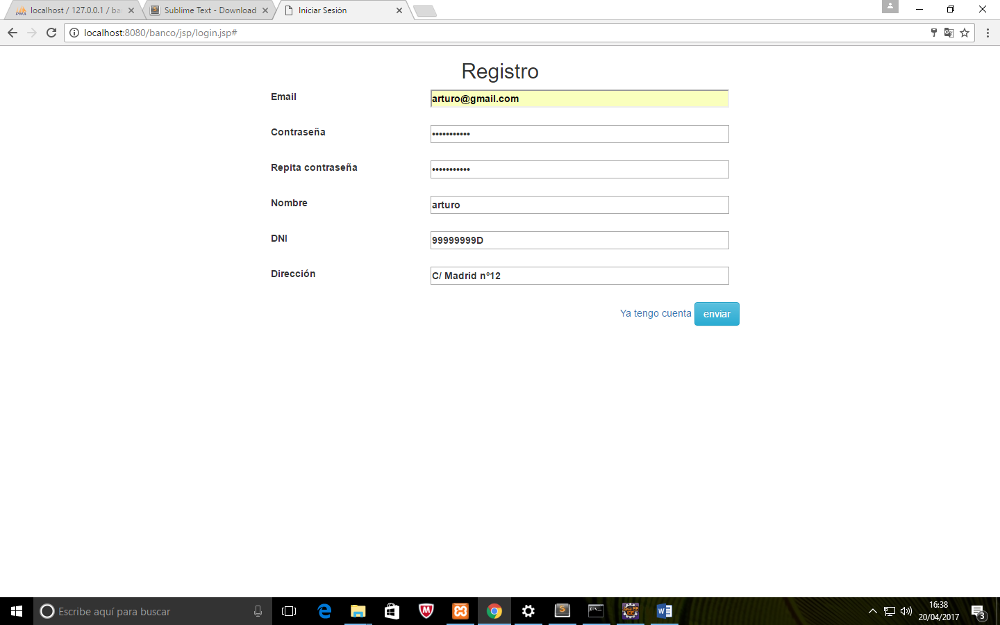 localhost / 127.0.0.1 / ba
Sublime Text - Download
Iniciar Sesión
localhost:8080/banco/jsp/login.jsp#
Registro
Email
arturo@gmail.com
Contraseña
•••••••••••
Repita contraseña
•••••••••••
Nombre
arturo
DNI
99999999D
Dirección
C/ Madrid nº12
Ya tengo cuenta
enviar
Escribe aquí para buscar
16:38
20/04/2017
3